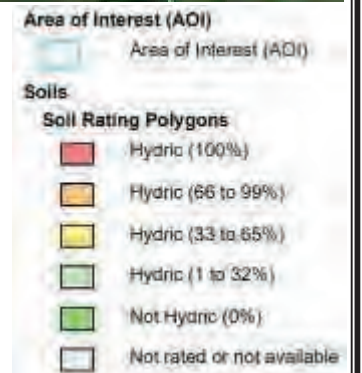 Area of Interest (AOI)
Area of Interest (AOI)
Soils
Soil Rating Polygons
Hydric (100%)
Hydric (66 to 99%)
Hydric (33 to 65%)
Hydric (1 to 32%)
Not Hydric (0%)
Not rated or not available